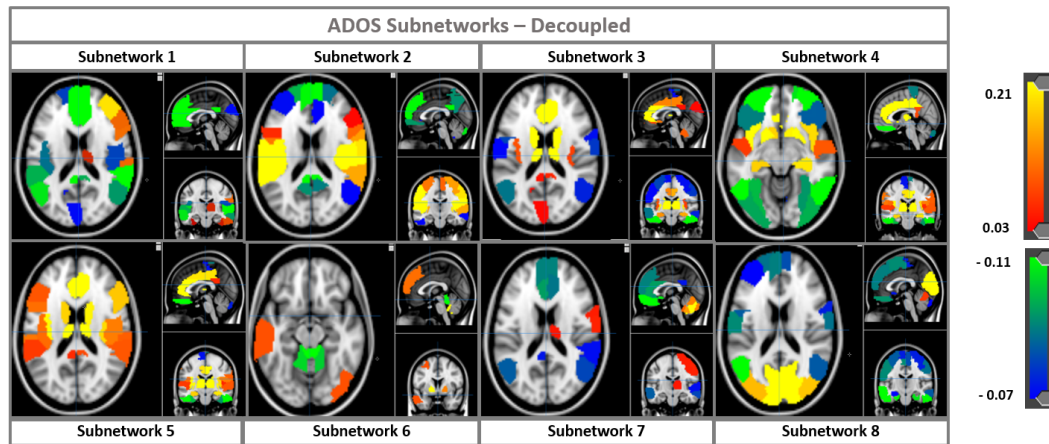 ADOS Subnetworks – Decoupled
Subnetwork 1
Subnetwork 2
Subnetwork 3
Subnetwork 4
0.21
0.03
- 0.11
- 0.07
Subnetwork 5
Subnetwork 6
Subnetwork 7
Subnetwork 8